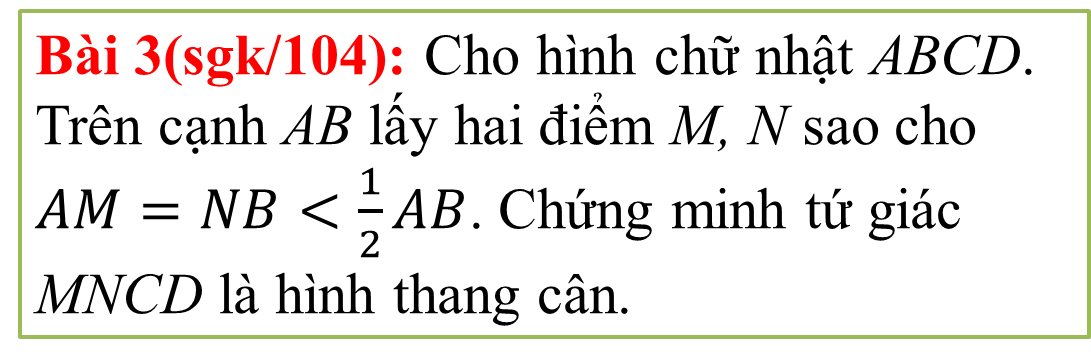 Bài 3(sgk/104): Cho hình chữ nhật ABCD.
Trên cạnh AB lấy hai điểm M, N sao cho
AM = NB < 1/2 AB. Chứng minh tứ giác
MNCD là hình thang cân.